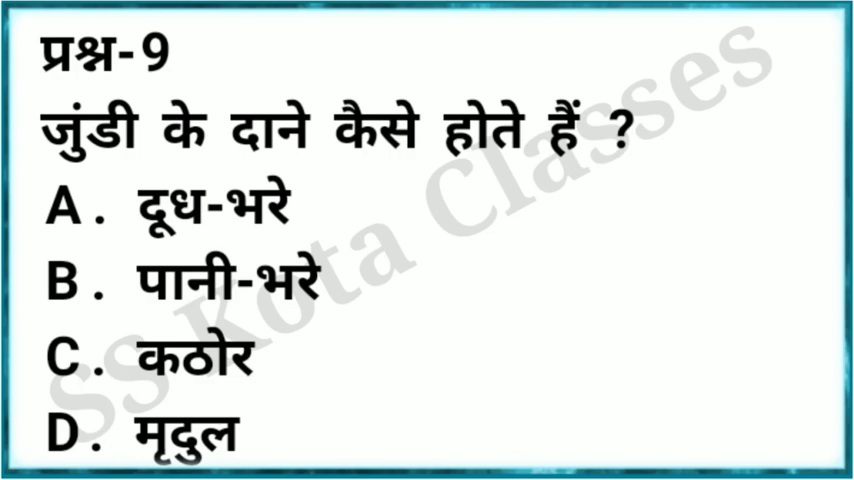 प्रश्न-9
जुंडी के दाने कैसे होते हैं ?
A. दूध-भरे
B. पानी-भरे
C. कठोर
D. मृदुल
SS Kota Classes